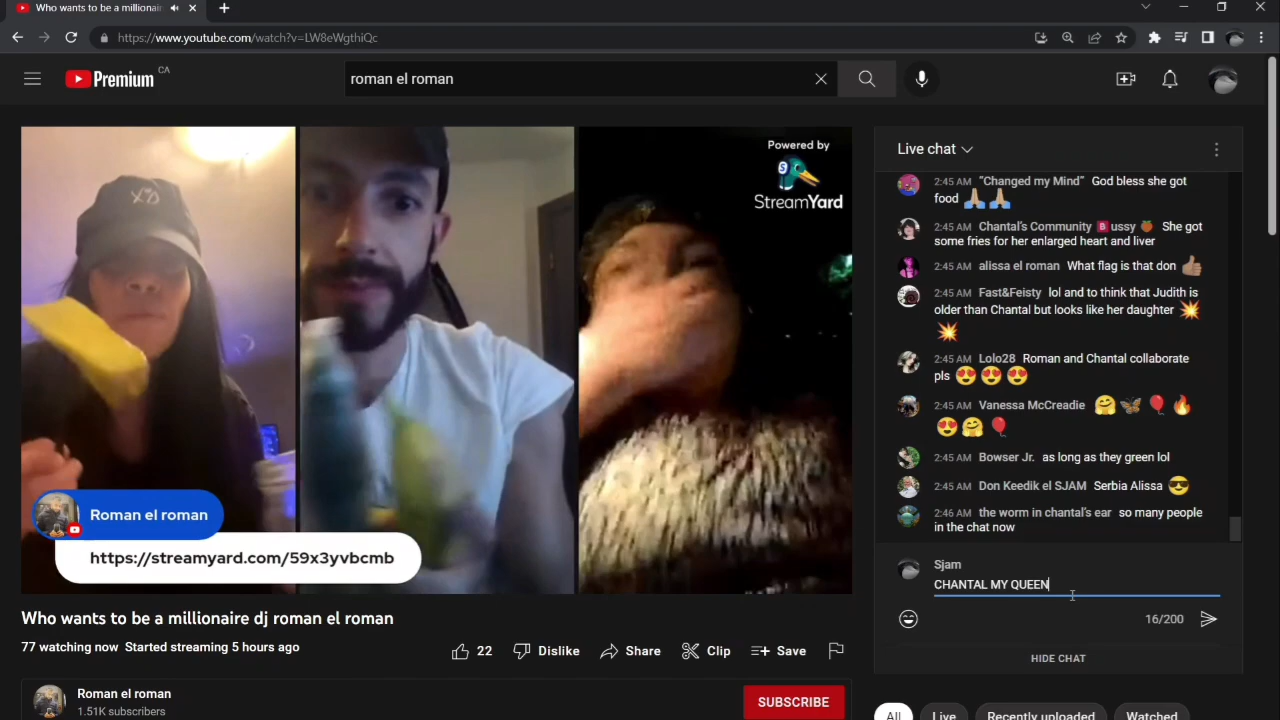 Who wants to be a millionair
https://www.youtube.com/watch?v=LW8eWgthiQc
Premium CA
roman el roman
Powered by
StreamYard
XO
Roman el roman
https://streamyard.com/59x3yvbcmb
Who wants to be a millionaire dj roman el roman
77 watching now Started streaming 5 hours ago
22 Dislike Share Clip Save
Roman el roman
1.51K subscribers
SUBSCRIBE
Live chat
2:45 AM "Changed my Mind" God bless she got
food 🙏 🙏
2:45 AM Chantal's Community 🅱️ussy 🍑 She got
some fries for her enlarged heart and liver
2:45 AM alissa el roman What flag is that don 👍
2:45 AM Fast&Feisty lol and to think that Judith is
older than Chantal but looks like her daughter 💥
💥
2:45 AM Lolo28 Roman and Chantal collaborate
pls 😍 😍 😍
2:45 AM Vanessa McCreadie 🤗 🦋 🎈 🔥
😍 🤗 🎈
2:45 AM Bowser Jr. as long as they green lol
2:45 AM Don Keedik el SJAM Serbia Alissa 😎
2:46 AM the worm in chantal's ear so many people
in the chat now
Sjam
CHANTAL MY QUEEN
16/200
HIDE CHAT
All Live Recently uploaded Watched